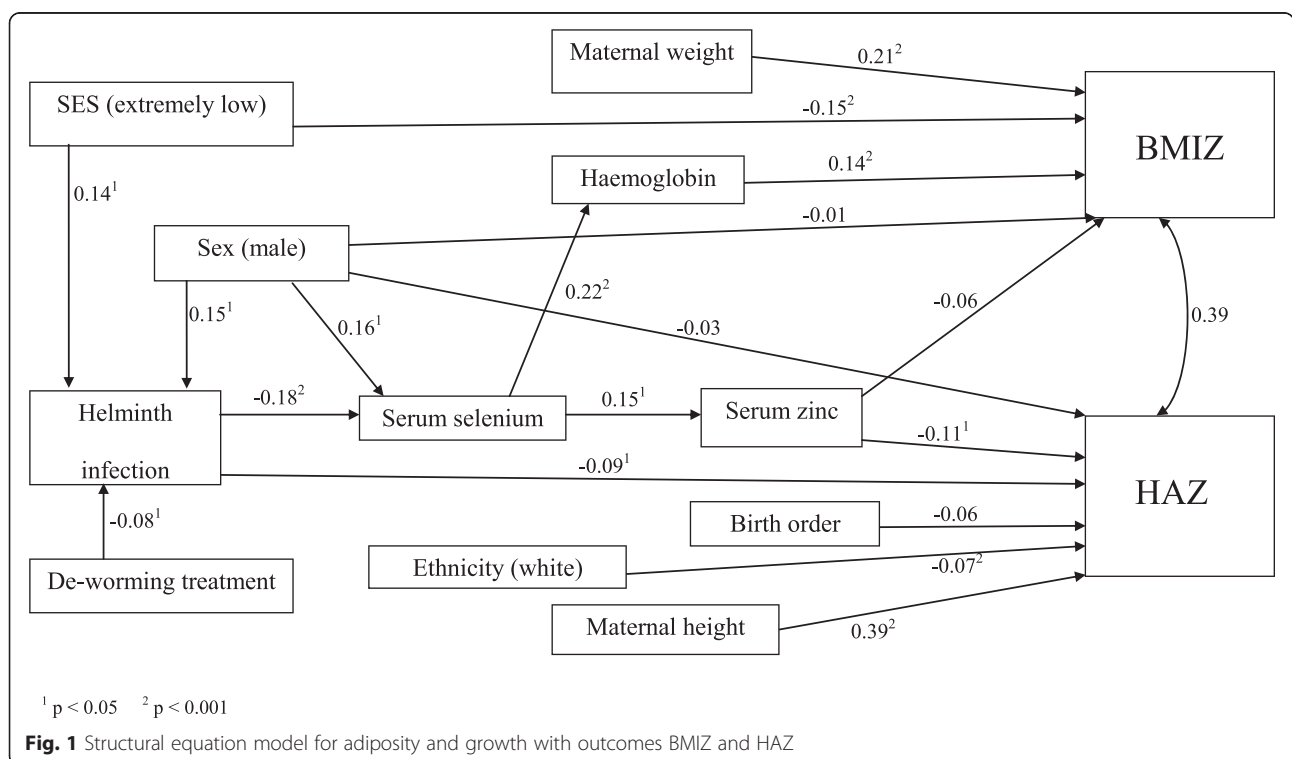 Maternal weight
0.21²
SES (extremely low)
-0.15²
BMIZ
Haemoglobin
0.14²
0.14¹
-0.01
Sex (male)
0.22²
-0.06
0.15¹
0.16¹
-0.03
0.39
Helminth
infection
-0.18²
Serum selenium
0.15¹
Serum zinc
-0.11¹
-0.09¹
HAZ
-0.08¹
Birth order
-0.06
De-worming treatment
Ethnicity (white)
-0.07²
Maternal height
0.39²
¹ p < 0.05 ² p < 0.001
Fig. 1 Structural equation model for adiposity and growth with outcomes BMIZ and HAZ